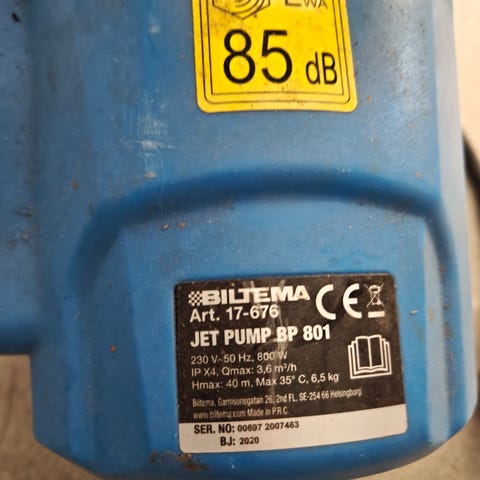 LWA
85 dB
BILTEMA CE
Art. 17-676
JET PUMP BP 801
230 V~50 Hz, 800 W
IP X4, Qmax: 3,6 m³/h
Hmax: 40 m, Max 35°C, 6,5 kg
Biltema, Garnisonsgatan 26, 2nd FL. SE-254 66 Helsingborg.
www.biltema.com Made in P.R.C.
SER. NO: 00697 2007463
BJ: 2020